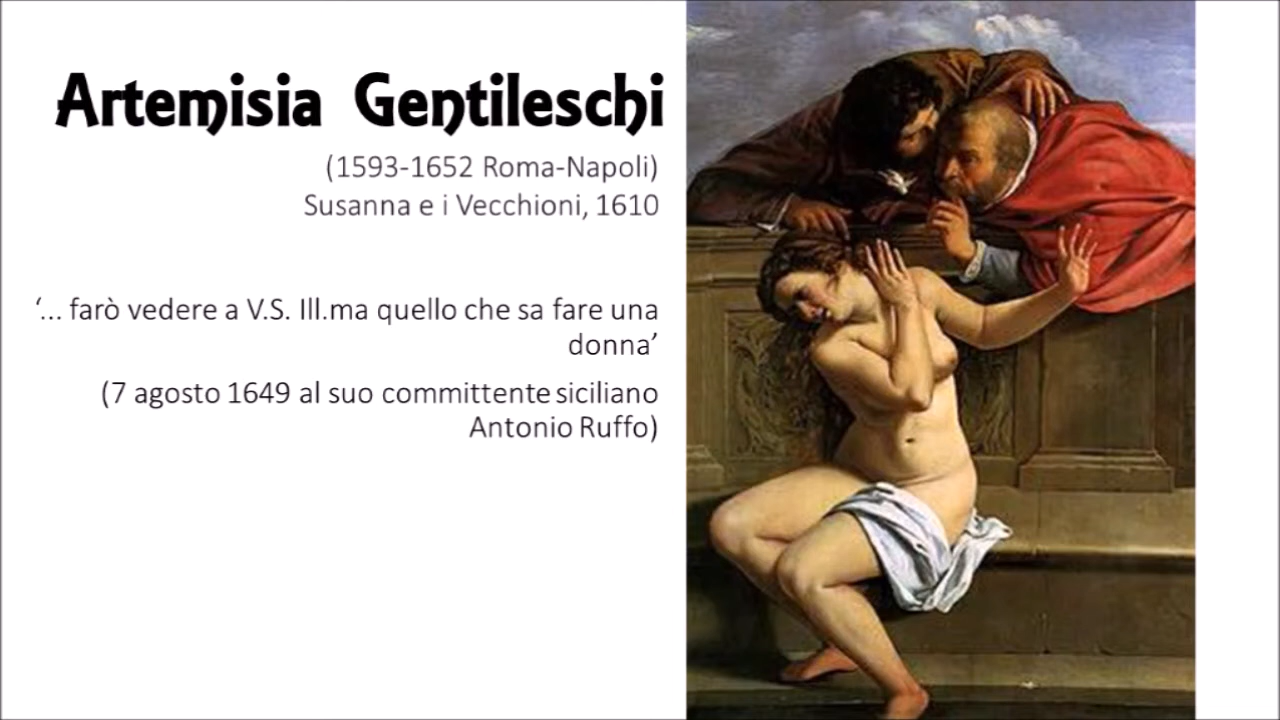 Artemisia Gentileschi
(1593-1652 Roma-Napoli)
Susanna e i Vecchioni, 1610
‘... farò vedere a V.S. Ill.ma quello che sa fare una
donna’
(7 agosto 1649 al suo committente siciliano
Antonio Ruffo)